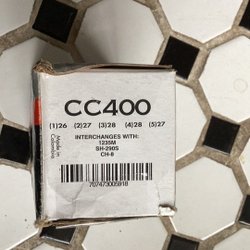 CC400
(1)26 (2)27 (3)28 (4)28 (5)27
Made in
Colombia
INTERCHANGES WITH:
1235M
SH-290S
CH-8
707473005918